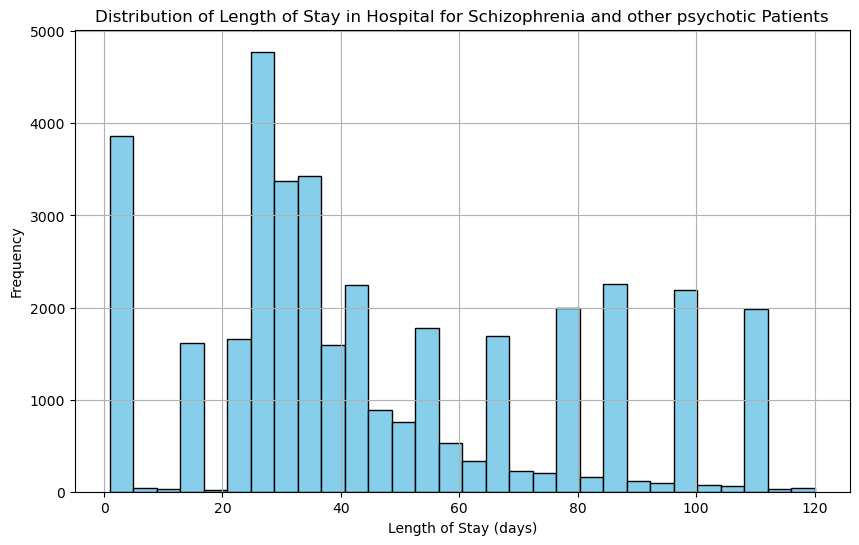 Distribution of Length of Stay in Hospital for Schizophrenia and other psychotic Patients
5000
4000
3000
2000
1000
0
Frequency
0 20 40 60 80 100 120
Length of Stay (days)